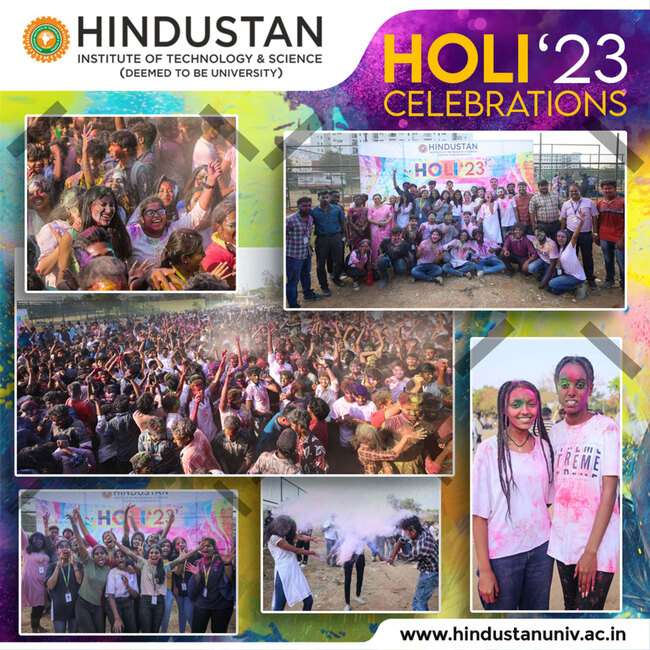 HINDUSTAN
INSTITUTE OF TECHNOLOGY & SCIENCE
(DEEMED TO BE UNIVERSITY)
HOLI '23
CELEBRATIONS
HINDUSTAN
HOLI'23
HINDUSTAN
HOLI'23
TREME
www.hindustanuniv.ac.in